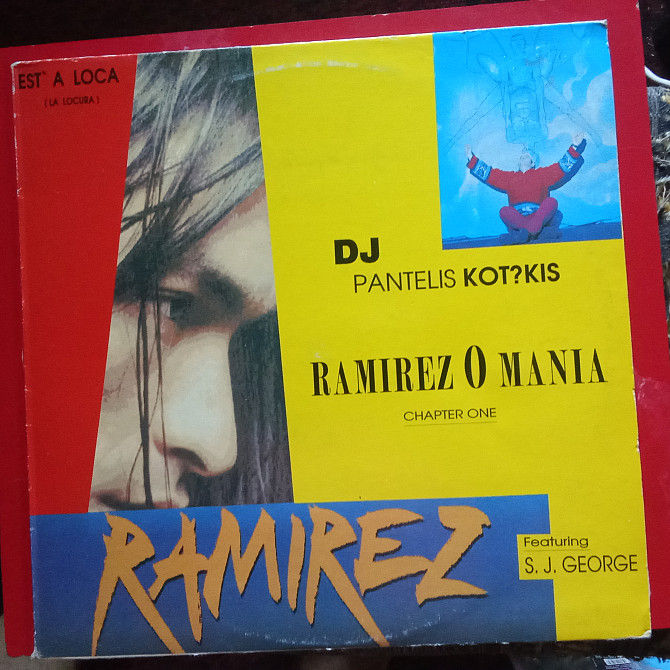 EST` A LOCA
(LA LOCURA)
DJ
PANTELIS KOT?KIS
RAMIREZ O MANIA
CHAPTER ONE
RAMIREZ
Featuring
S. J. GEORGE